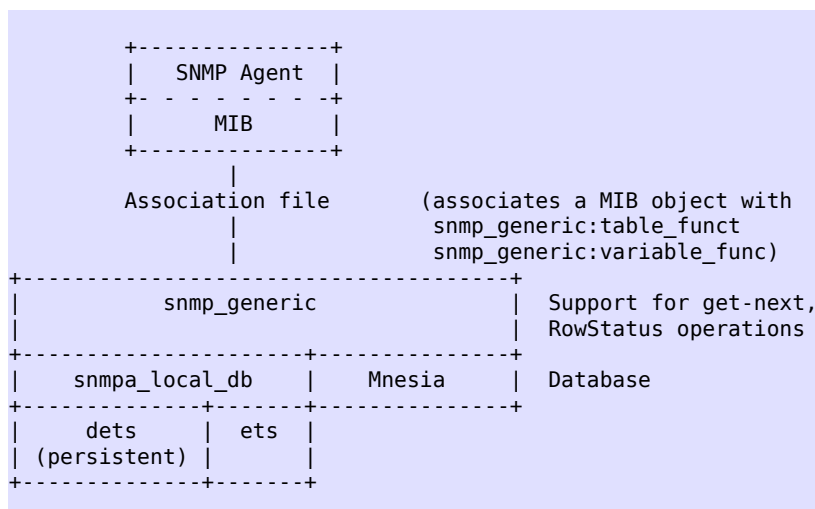 +---------------+
|   SNMP Agent  |
+- - - - - - - -+
|      MIB      |
+---------------+
|
Association file       (associates a MIB object with
|                snmp_generic:table_funct
|                snmp_generic:variable_func)
+--------------------------------------+
|           snmp_generic               |  Support for get-next,
|                                      |  RowStatus operations
+----------------------+---------------+
|    snmpa_local_db    |    Mnesia     |  Database
+--------------+-------+---------------+
|     dets     |  ets  |
| (persistent) |       |
+--------------+-------+